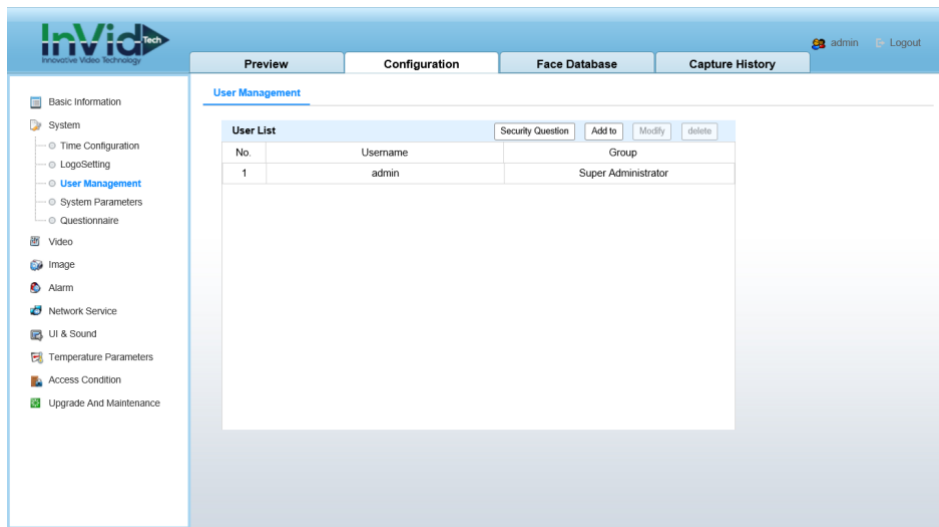 InVid Tech
Innovative Video Technology
admin Logout
Preview Configuration Face Database Capture History
Basic Information
System
Time Configuration
LogoSetting
User Management
System Parameters
Questionnaire
Video
Image
Alarm
Network Service
UI & Sound
Temperature Parameters
Access Condition
Upgrade And Maintenance
User Management
User List Security Question Add to Modify delete
No. Username Group
1 admin Super Administrator